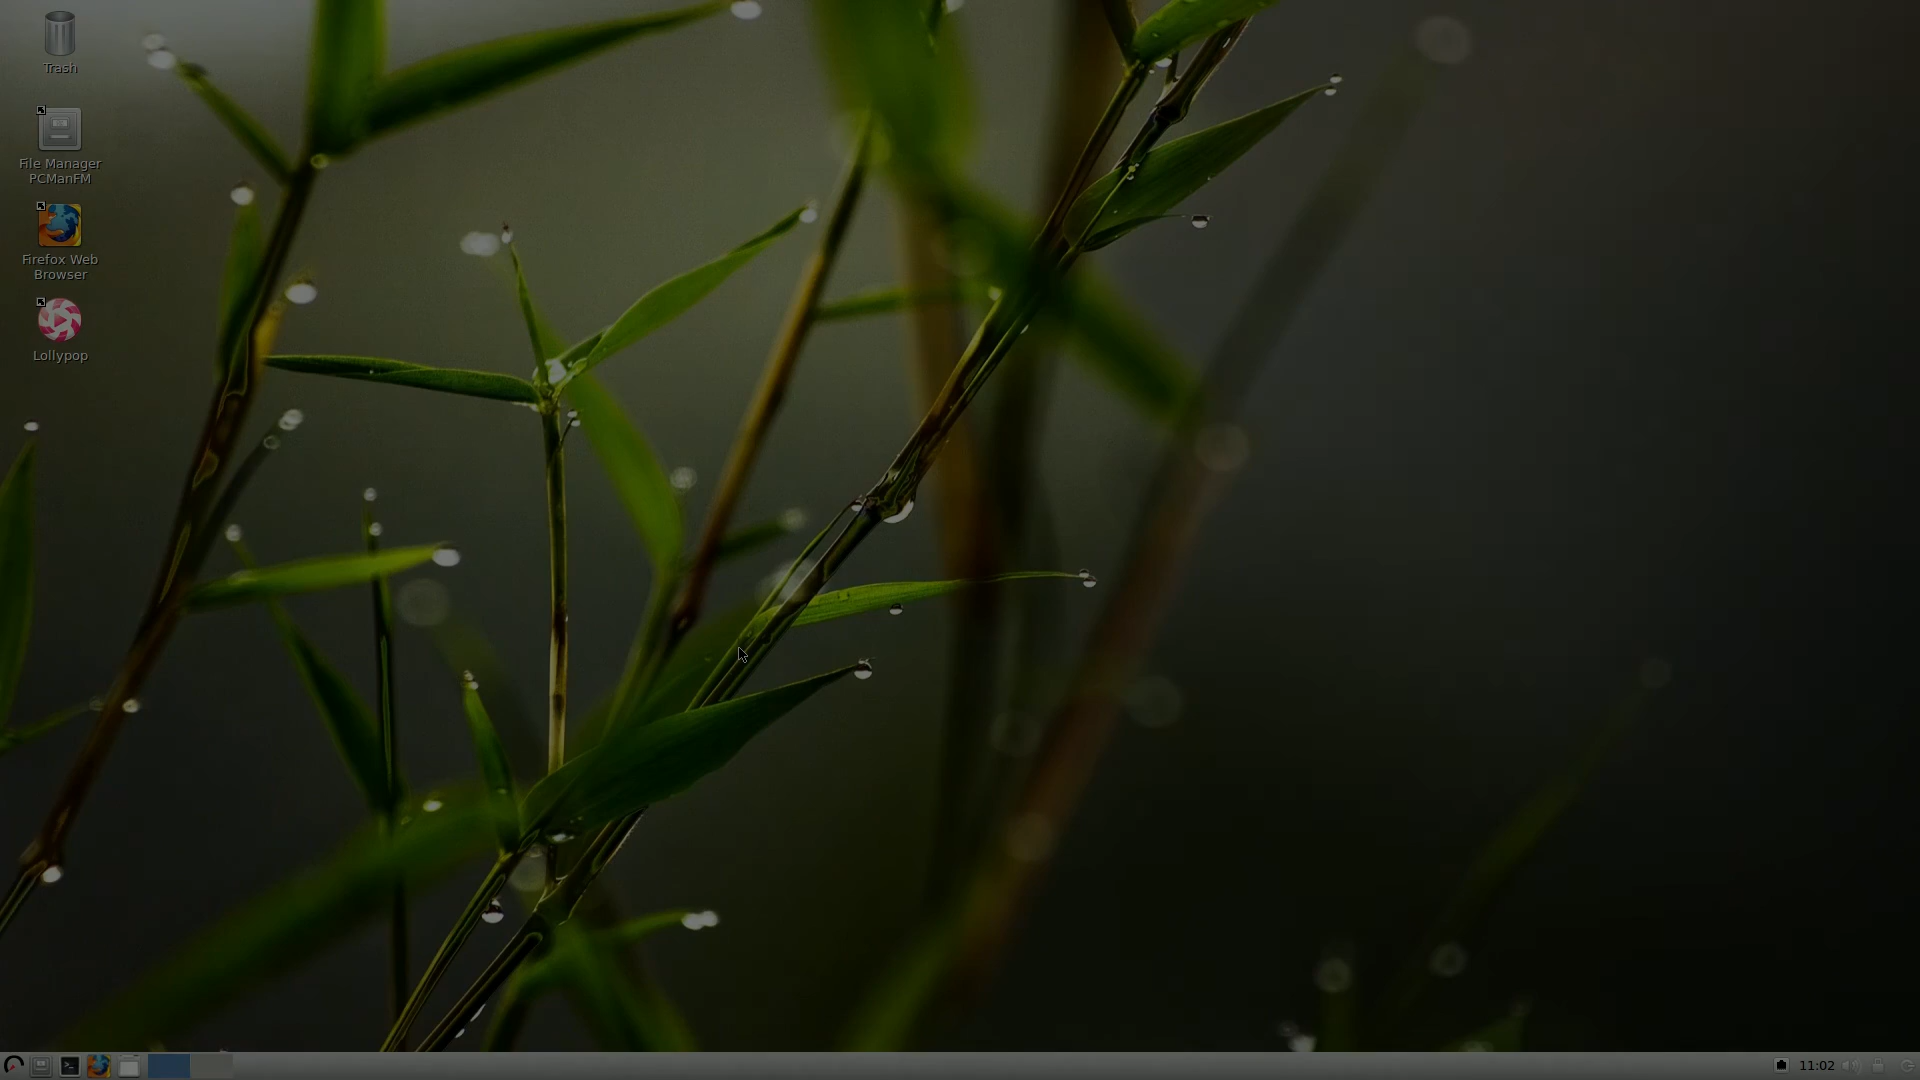 Trash
File Manager
PCManFM
Firefox Web
Browser
Lollypop
11:02